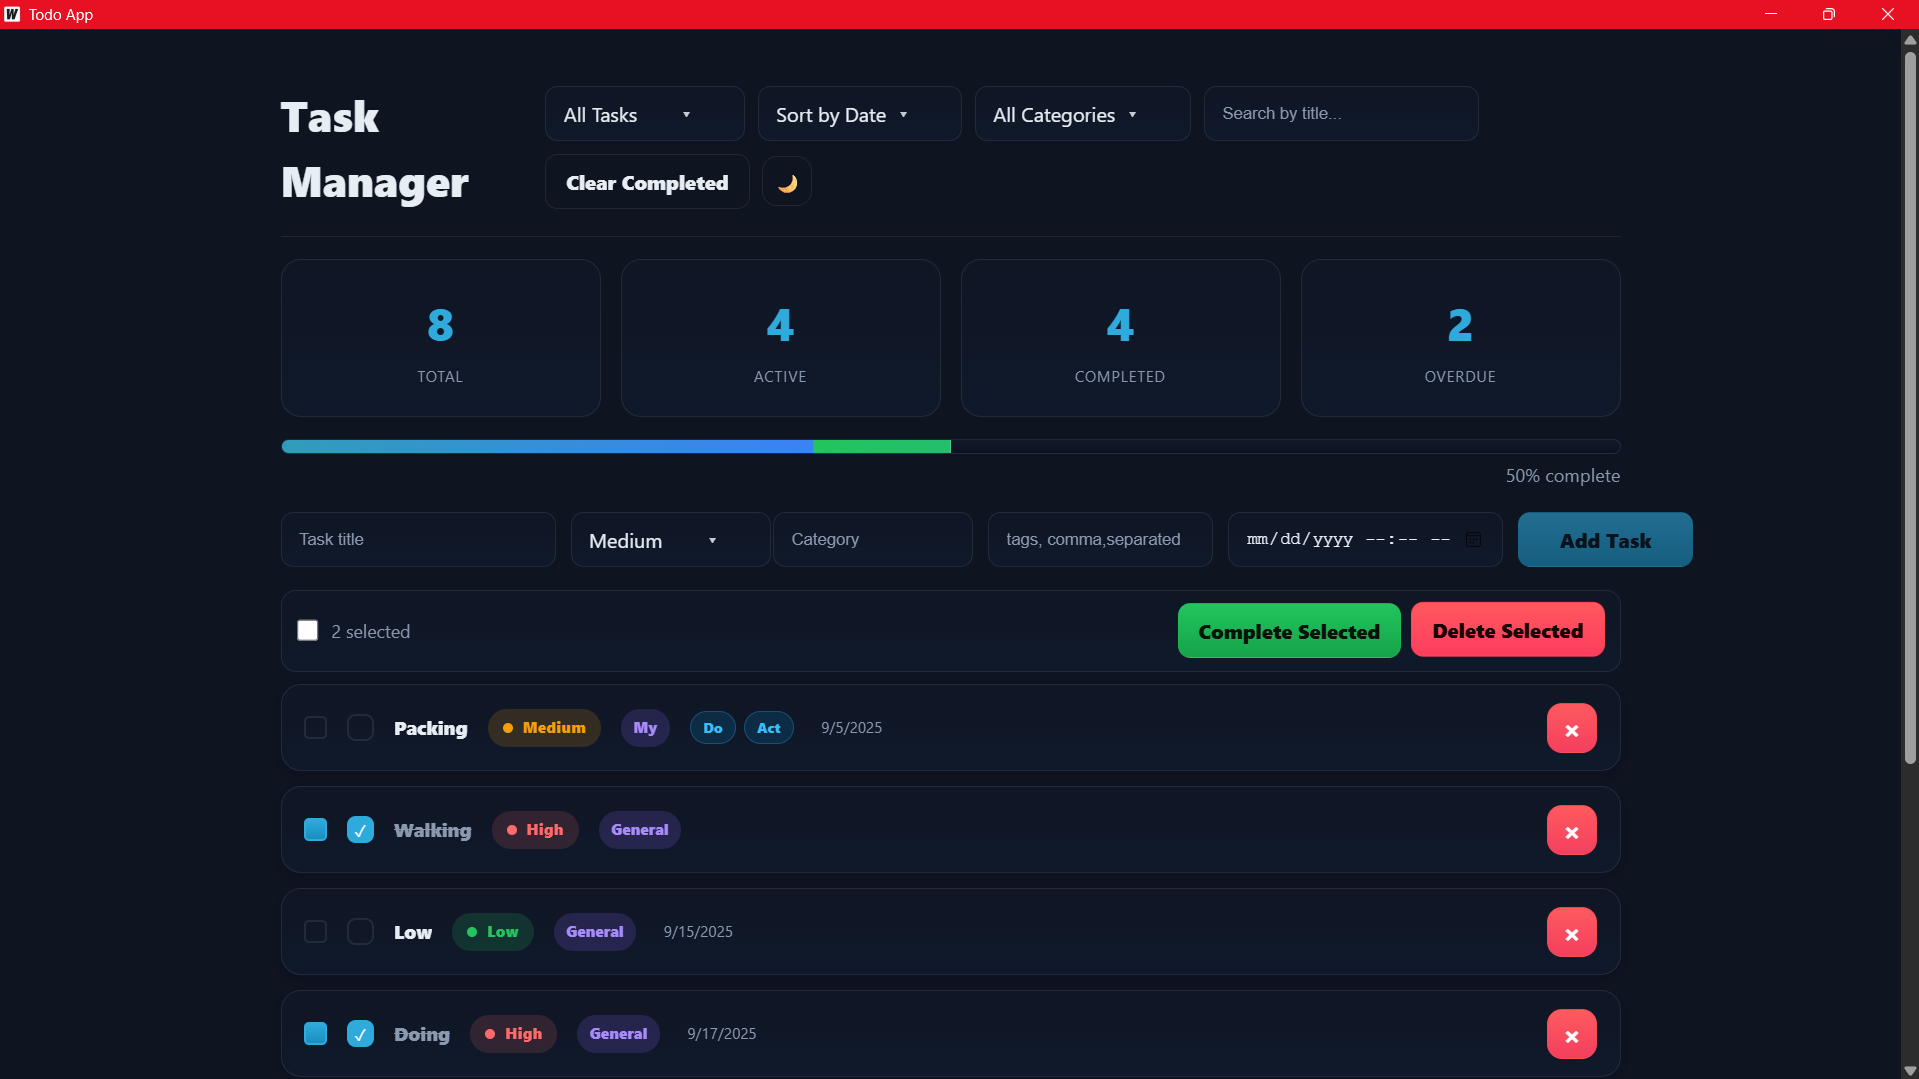 W Todo App
Task
Manager
All Tasks
Sort by Date
All Categories
Search by title...
Clear Completed
8
TOTAL
4
ACTIVE
4
COMPLETED
2
OVERDUE
50% complete
Task title
Medium
Category
tags, comma,separated
mm/dd/yyyy --:-- --
Add Task
2 selected
Complete Selected
Delete Selected
Packing Medium My Do Act 9/5/2025
Walking High General
Low Low General 9/15/2025
Doing High General 9/17/2025